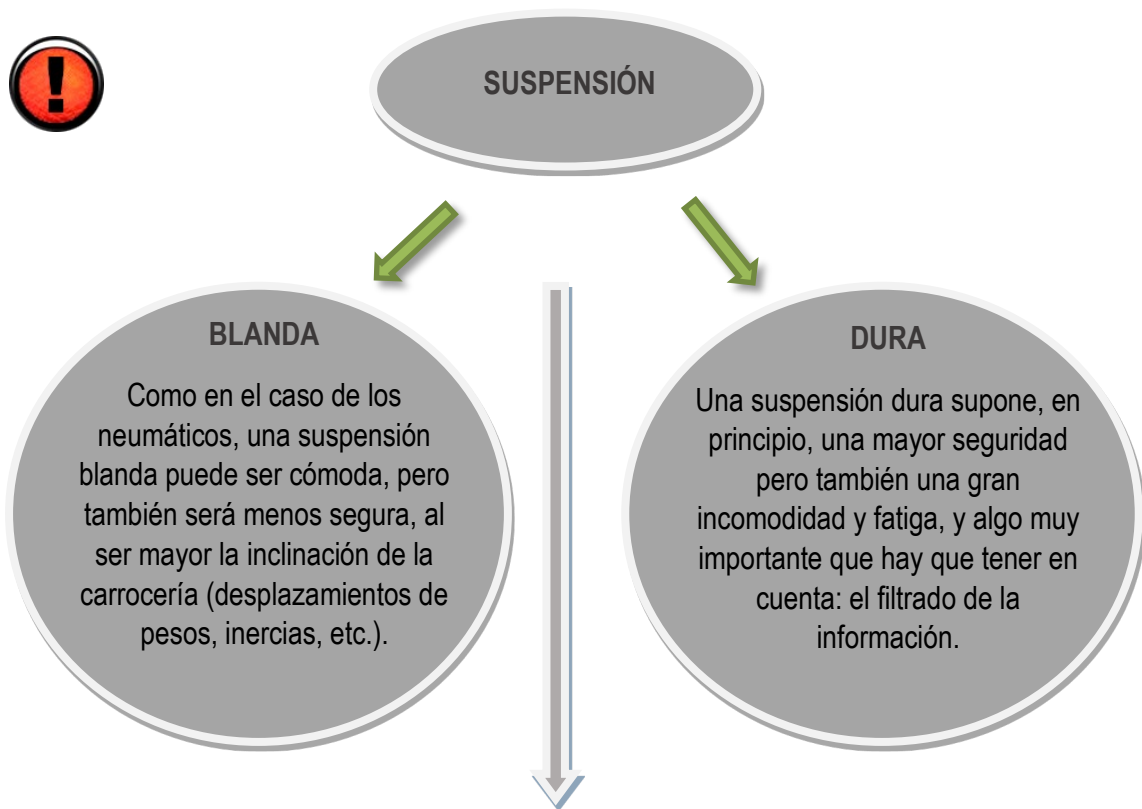 SUSPENSIÓN
BLANDA
Como en el caso de los
neumáticos, una suspensión
blanda puede ser cómoda, pero
también será menos segura, al
ser mayor la inclinación de la
carrocería (desplazamientos de
pesos, inercias, etc.).
DURA
Una suspensión dura supone, en
principio, una mayor seguridad
pero también una gran
incomodidad y fatiga, y algo muy
importante que hay que tener en
cuenta: el filtrado de la
información.